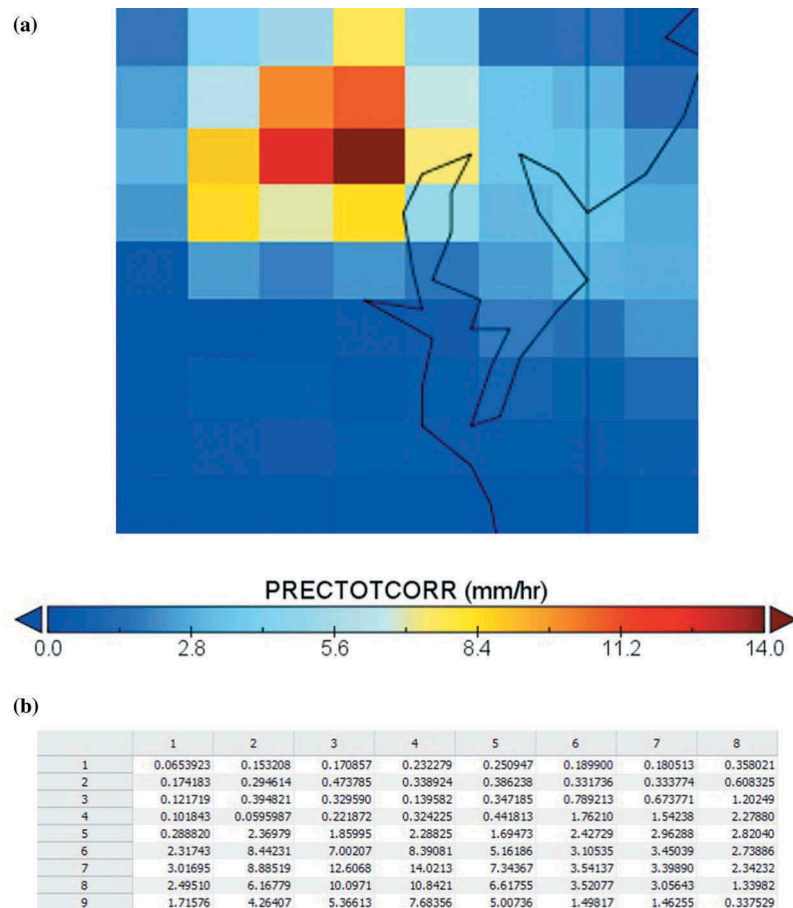 (a)
PRECTOTCORR (mm/hr)
0.0 2.8 5.6 8.4 11.2 14.0
(b)
1 2 3 4 5 6 7 8
1 0.0653923 0.153208 0.170857 0.232279 0.250947 0.189900 0.180513 0.358021
2 0.174183 0.294614 0.473785 0.338924 0.386238 0.331736 0.333774 0.608325
3 0.121719 0.394821 0.329590 0.139582 0.347185 0.789213 0.673771 1.20249
4 0.101843 0.0595987 0.221872 0.324225 0.441813 1.76210 1.54238 2.27880
5 0.288820 2.36979 1.85995 2.28825 1.69473 2.42729 2.96288 2.82040
6 2.31743 8.44231 7.00207 8.39081 5.16186 3.10535 3.45039 2.73886
7 3.01695 8.88519 12.6068 14.0213 7.34367 3.54137 3.39890 2.34232
8 2.49510 6.16779 10.0971 10.8421 6.61755 3.52077 3.05643 1.33982
9 1.71576 4.26407 5.36613 7.68356 5.00736 1.49817 1.46255 0.337529